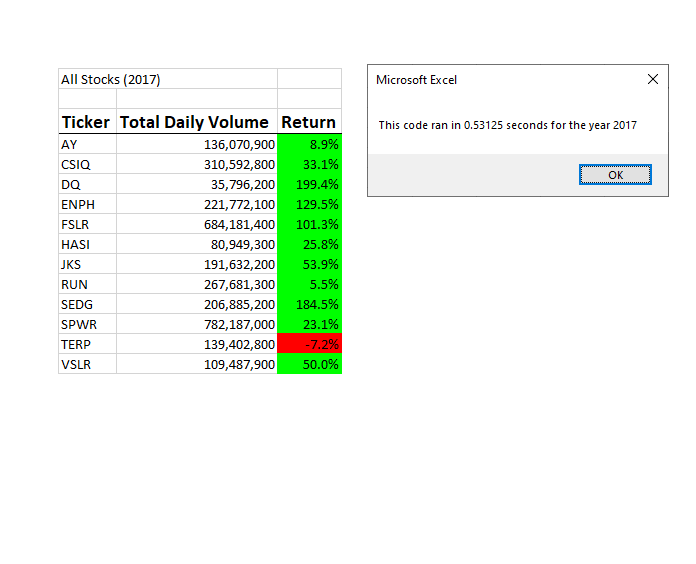 All Stocks (2017)
Ticker Total Daily Volume Return
AY 136,070,900 8.9%
CSIQ 310,592,800 33.1%
DQ 35,796,200 199.4%
ENPH 221,772,100 129.5%
FSLR 684,181,400 101.3%
HASI 80,949,300 25.8%
JKS 191,632,200 53.9%
RUN 267,681,300 5.5%
SEDG 206,885,200 184.5%
SPWR 782,187,000 23.1%
TERP 139,402,800 -7.2%
VSLR 109,487,900 50.0%
Microsoft Excel
This code ran in 0.53125 seconds for the year 2017
OK